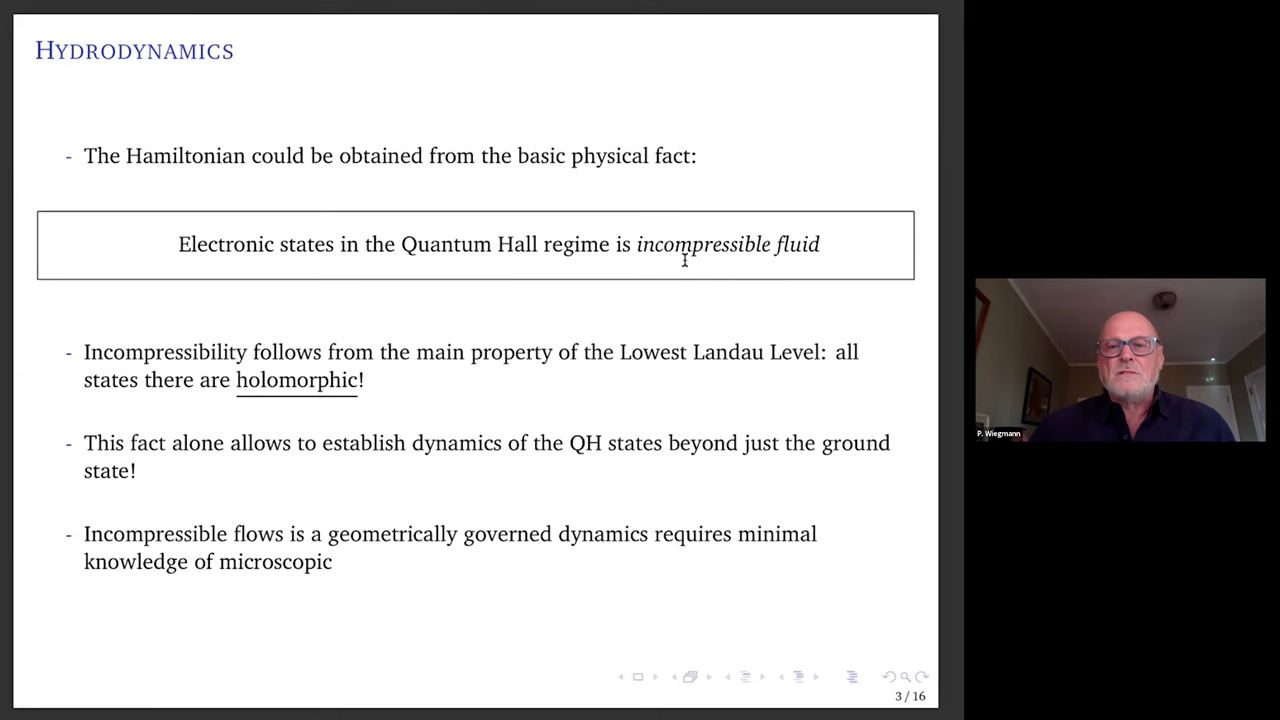 HYDRODYNAMICS
- The Hamiltonian could be obtained from the basic physical fact:
Electronic states in the Quantum Hall regime is incompressible fluid
- Incompressibility follows from the main property of the Lowest Landau Level: all
states there are holomorphic!
- This fact alone allows to establish dynamics of the QH states beyond just the ground
state!
- Incompressible flows is a geometrically governed dynamics requires minimal
knowledge of microscopic
3 / 16
P. Wiegmann